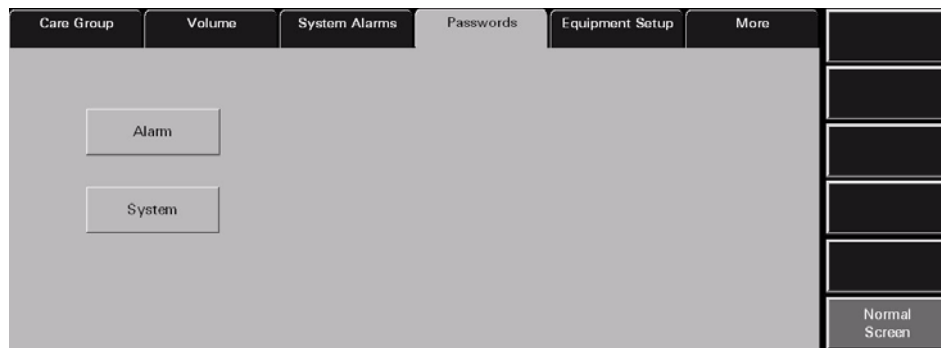 Care Group Volume System Alarms Passwords Equipment Setup More
Alarm
System
Normal
Screen